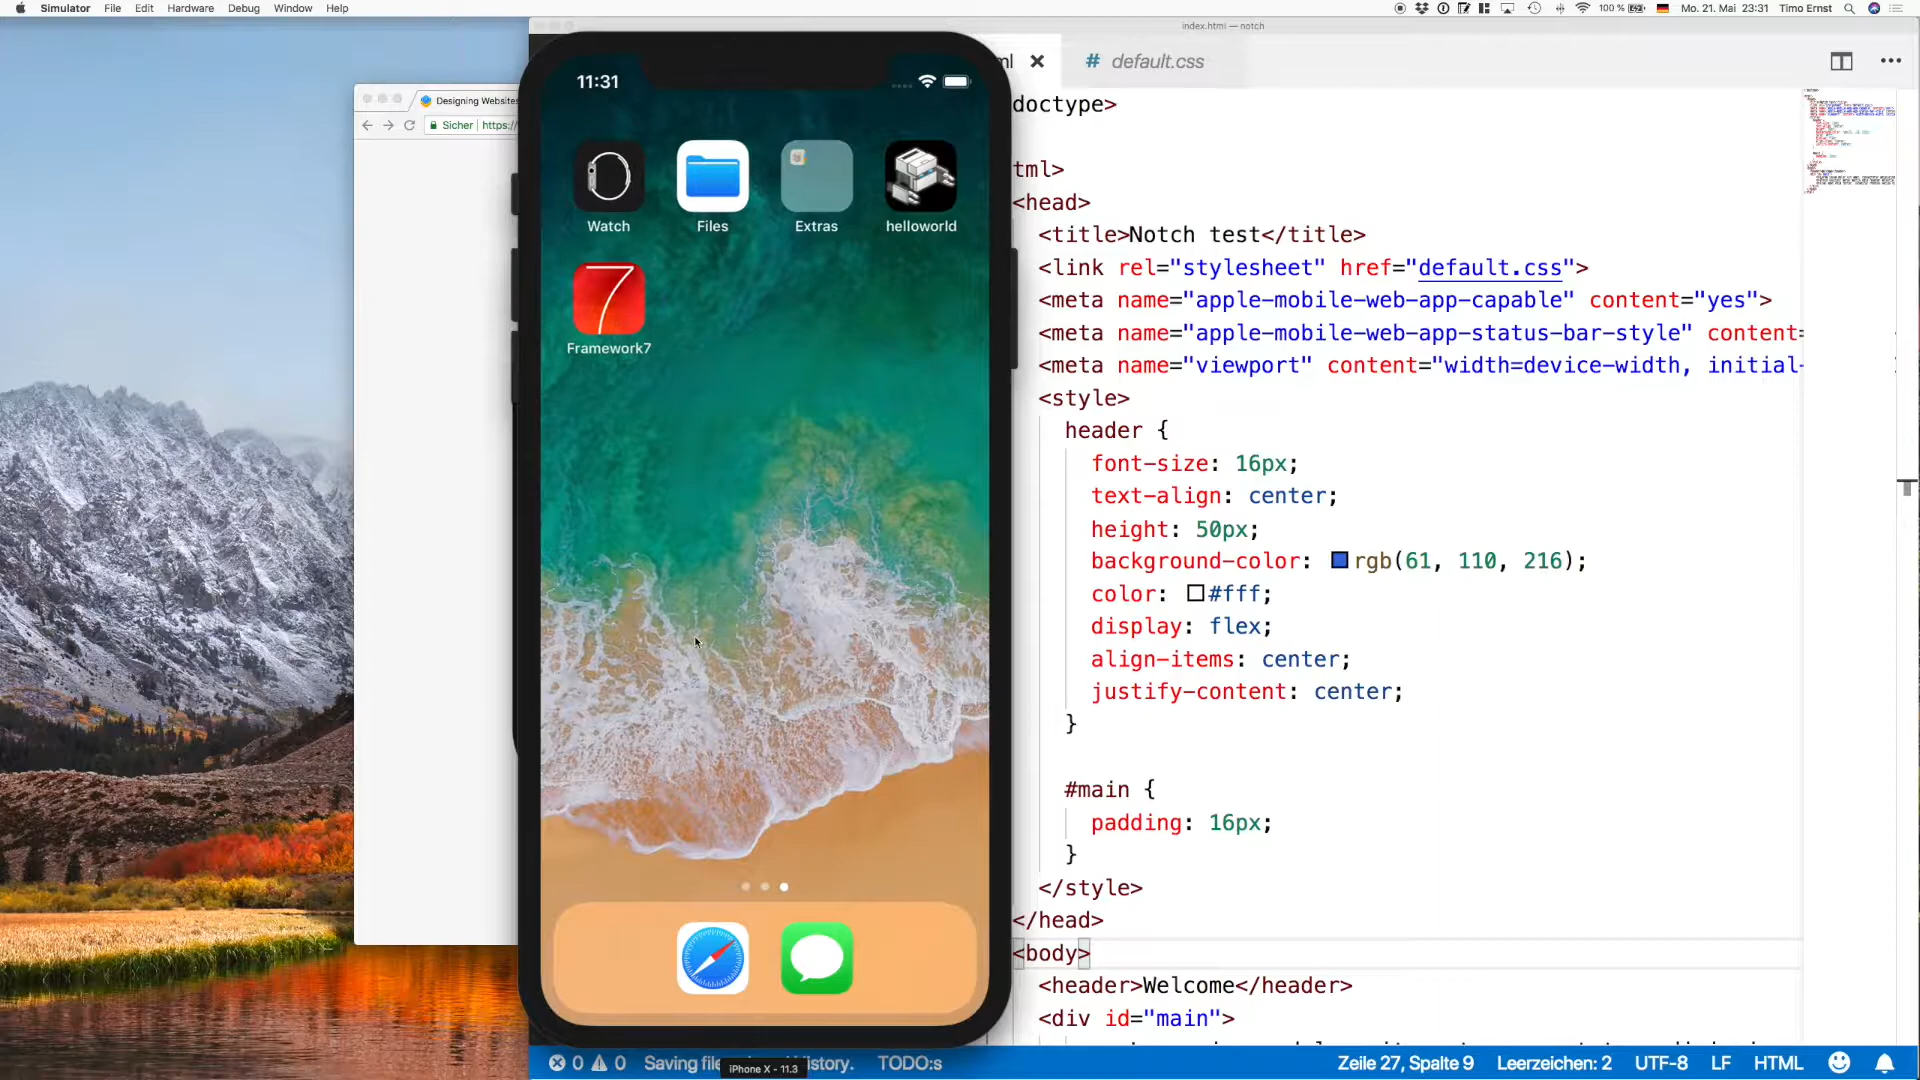 Simulator File Edit Hardware Debug Window Help
100 % Mo. 21. Mai 23:31 Timo Ernst
index.html — notch
ml
# default.css
Designing Websites
Sicher https://
11:31
Watch Files Extras helloworld
7
Framework7
doctype>
tml>
<head>
<title>Notch test</title>
<link rel="stylesheet" href="default.css">
<meta name="apple-mobile-web-app-capable" content="yes">
<meta name="apple-mobile-web-app-status-bar-style" content=
<meta name="viewport" content="width=device-width, initial-
<style>
header {
font-size: 16px;
text-align: center;
height: 50px;
background-color: rgb(61, 110, 216);
color: #fff;
display: flex;
align-items: center;
justify-content: center;
}
#main {
padding: 16px;
}
</style>
</head>
<body>
<header>Welcome</header>
<div id="main">
0 0 Saving file TODO:s
iPhone X - 11.3
Zeile 27, Spalte 9 Leerzeichen: 2 UTF-8 LF HTML